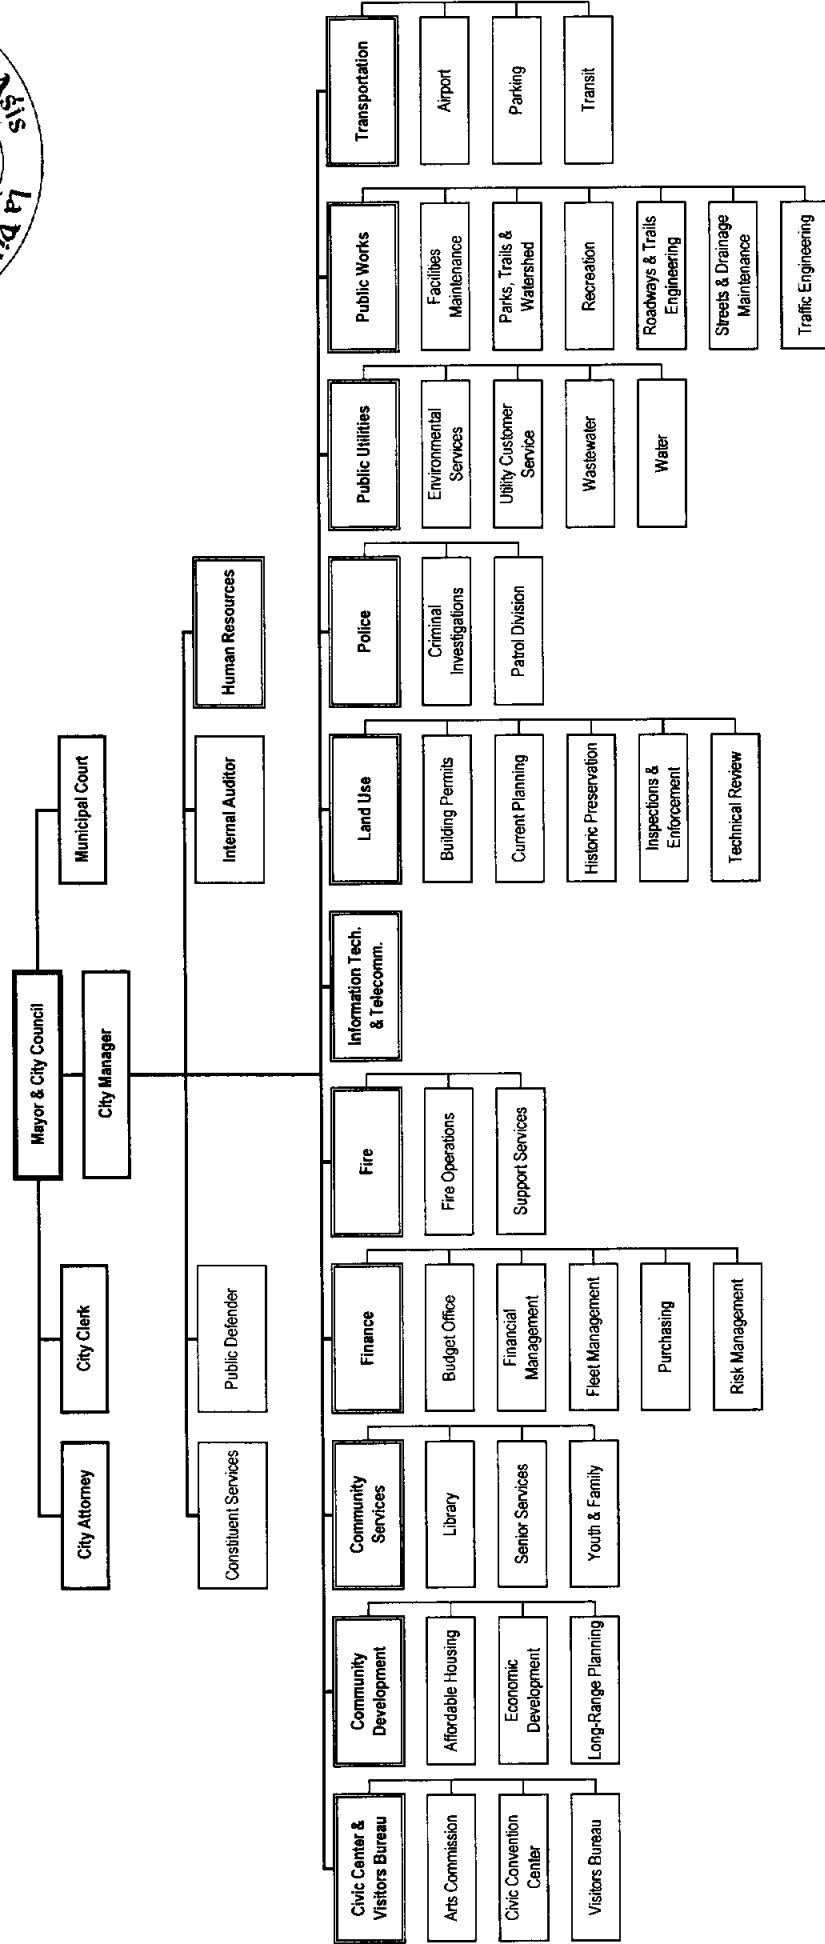 La Di
sis
Mayor & City Council
City Attorney
City Clerk
Municipal Court
City Manager
Constituent Services
Public Defender
Internal Auditor
Human Resources
Civic Center &
Visitors Bureau
Arts Commission
Civic Convention
Center
Visitors Bureau
Community
Development
Affordable Housing
Economic
Development
Long-Range Planning
Community
Services
Library
Senior Services
Youth & Family
Finance
Budget Office
Financial
Management
Fleet Management
Purchasing
Risk Management
Fire
Fire Operations
Support Services
Information Tech.
& Telecomm.
Land Use
Building Permits
Current Planning
Historic Preservation
Inspections &
Enforcement
Technical Review
Police
Criminal
Investigations
Patrol Division
Public Utilities
Environmental
Services
Utility Customer
Service
Wastewater
Water
Public Works
Facilities
Maintenance
Parks, Trails &
Watershed
Recreation
Roadways & Trails
Engineering
Streets & Drainage
Maintenance
Traffic Engineering
Transportation
Airport
Parking
Transit